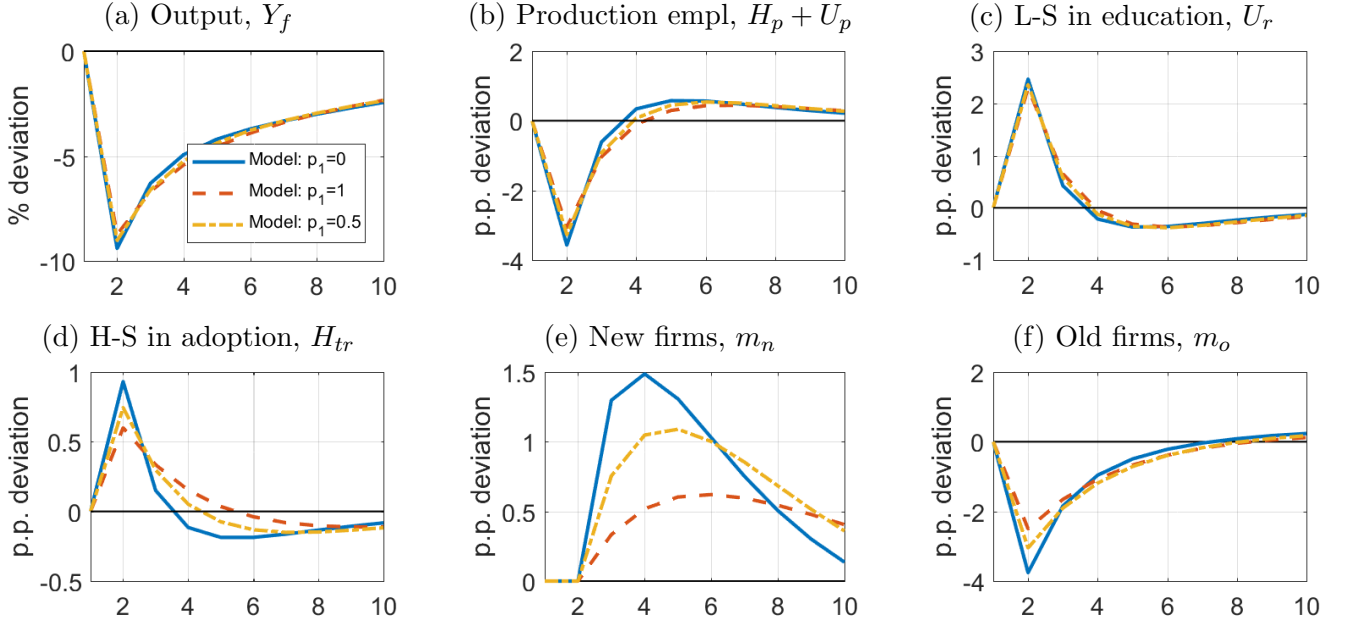 (a) Output, Y_f
(b) Production empl, H_p + U_p
(c) L-S in education, U_r
% deviation
0
-5
-10
2 4 6 8 10
Model: p_1=0
Model: p_1=1
Model: p_1=0.5
p.p. deviation
2
0
-2
-4
2 4 6 8 10
p.p. deviation
3
2
1
0
-1
2 4 6 8 10
(d) H-S in adoption, H_{tr}
(e) New firms, m_n
(f) Old firms, m_o
p.p. deviation
1
0.5
0
-0.5
2 4 6 8 10
p.p. deviation
1.5
1
0.5
0
2 4 6 8 10
p.p. deviation
2
0
-2
-4
2 4 6 8 10